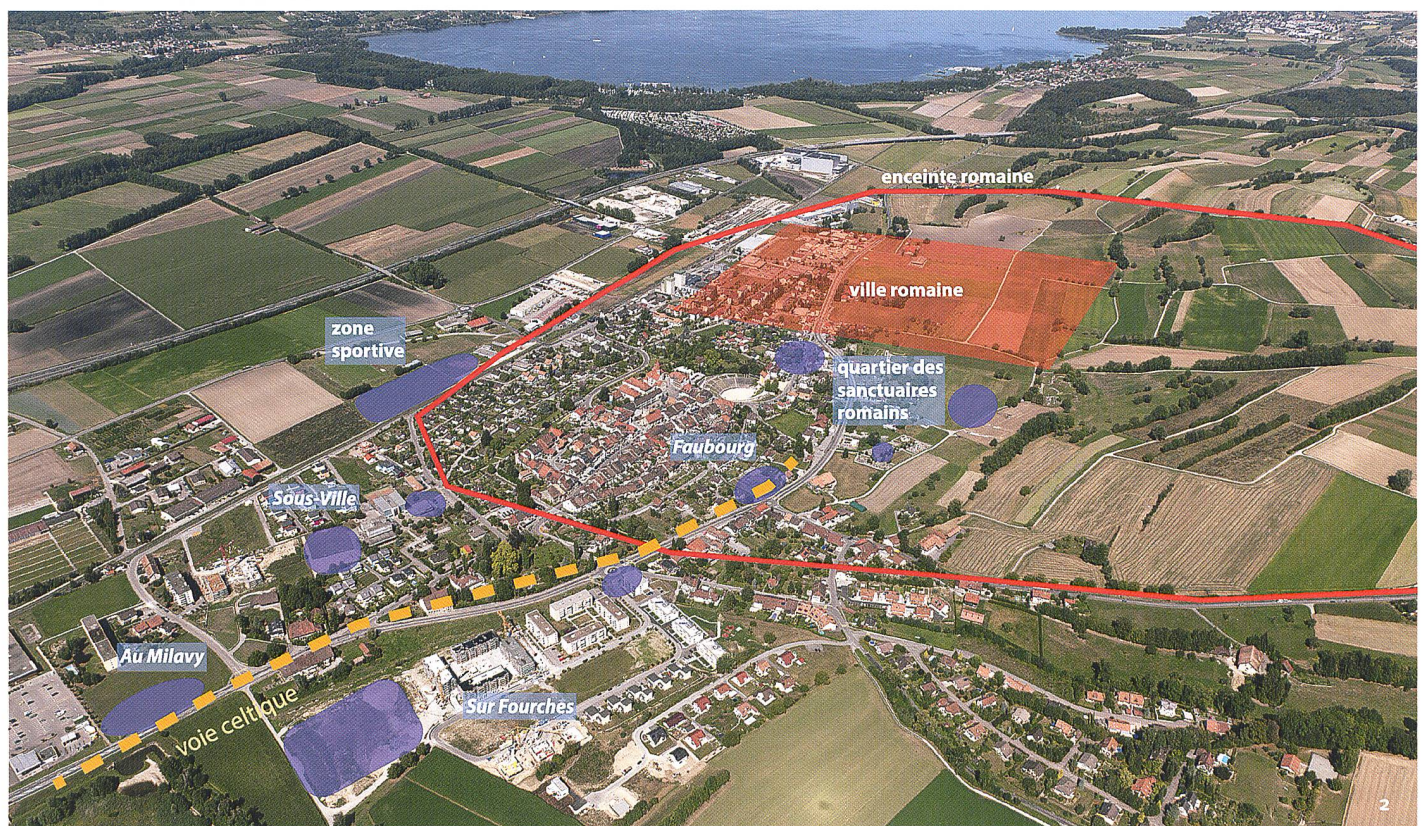 enceinte romaine
ville romaine
zone
sportive
quartier des
sanctuaires
romains
Faubourg
Sous-Ville
Au Milavy
voie celtique
Sur Fourches
2